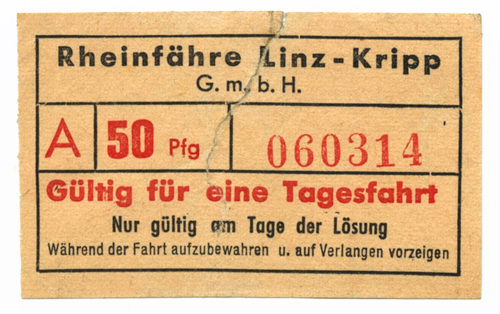 Rheinfähre Linz-Kripp
G. m. b. H.
A 50 Pfg 060314
Gültig für eine Tagesfahrt
Nur gültig am Tage der Lösung
Während der Fahrt aufzubewahren u. auf Verlangen vorzeigen